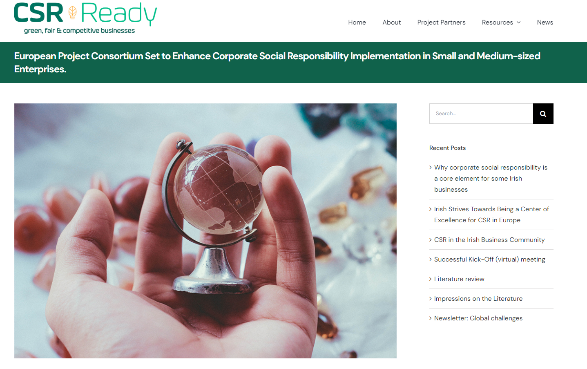 CSR Ready
green, fair & competitive businesses
Home About Project Partners Resources News
European Project Consortium Set to Enhance Corporate Social Responsibility Implementation in Small and Medium-sized
Enterprises.
Search...
Recent Posts
Why corporate social responsibility is
a core element for some Irish
businesses
Irish Strives Towards Being a Center of
Excellence for CSR in Europe
CSR in the Irish Business Community
Successful Kick-Off (virtual) meeting
Literature review
Impressions on the Literature
Newsletter: Global challenges